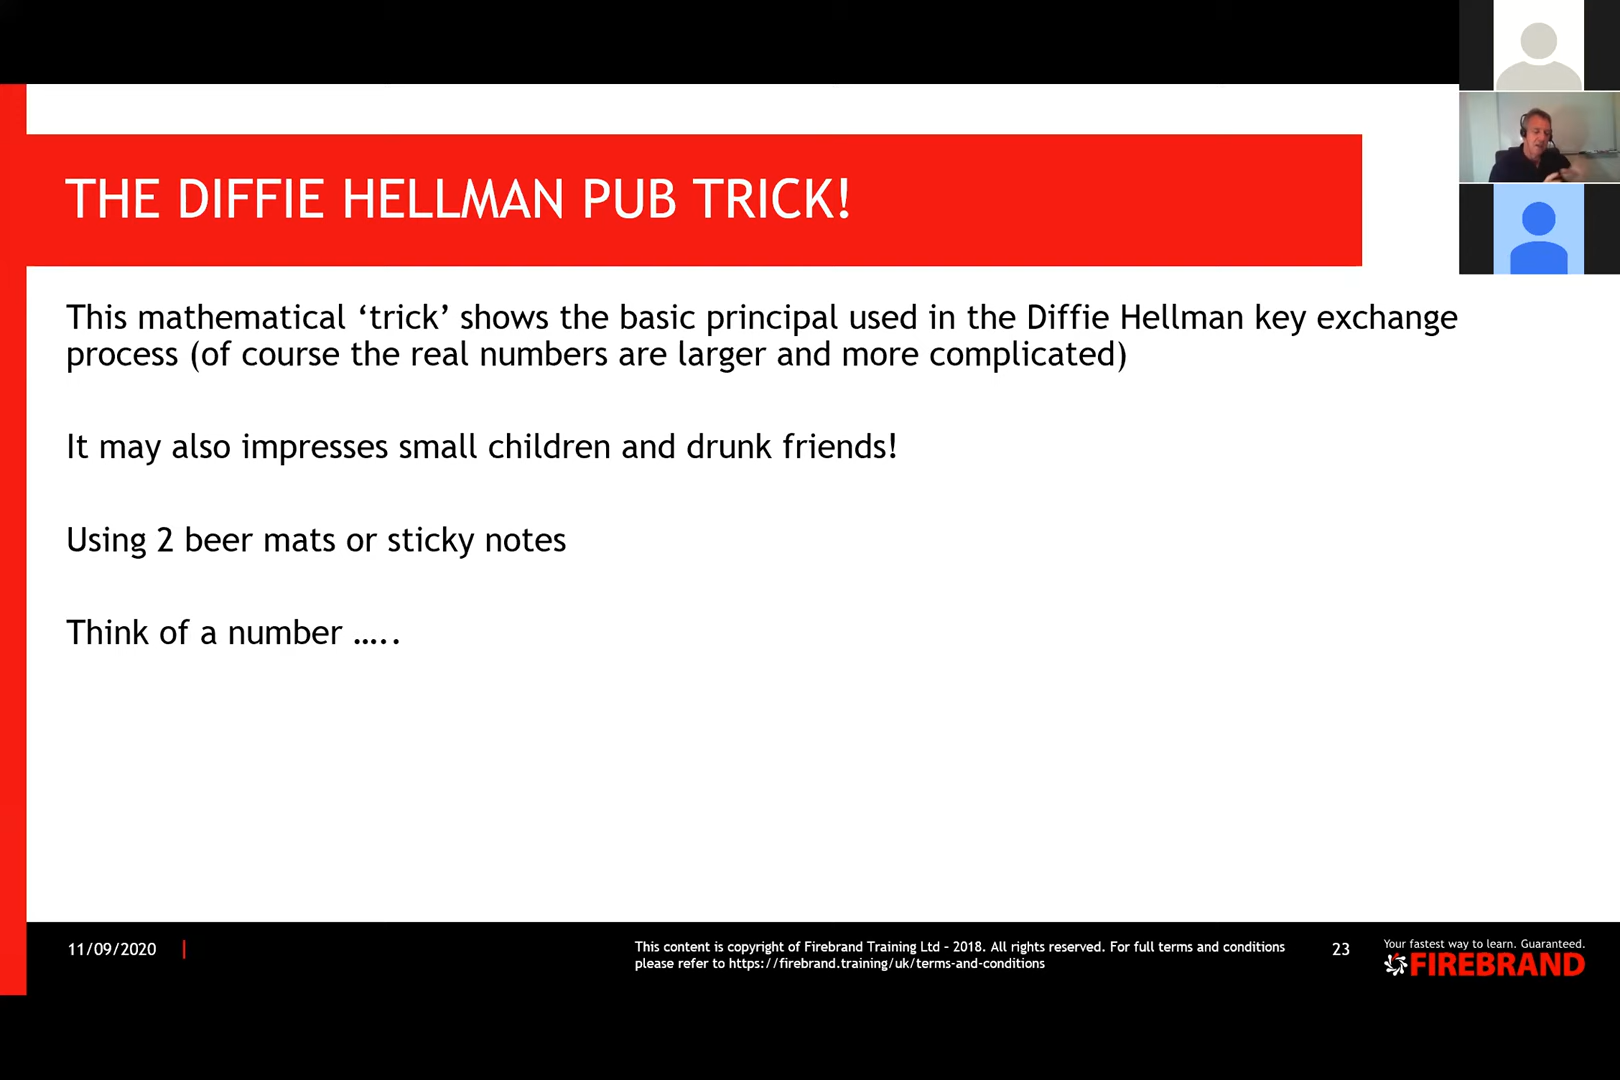 THE DIFFIE HELLMAN PUB TRICK!
This mathematical ‘trick’ shows the basic principal used in the Diffie Hellman key exchange
process (of course the real numbers are larger and more complicated)
It may also impresses small children and drunk friends!
Using 2 beer mats or sticky notes
Think of a number …..
11/09/2020
This content is copyright of Firebrand Training Ltd – 2018. All rights reserved. For full terms and conditions
please refer to https://firebrand.training/uk/terms-and-conditions
23
Your fastest way to learn. Guaranteed.
FIREBRAND